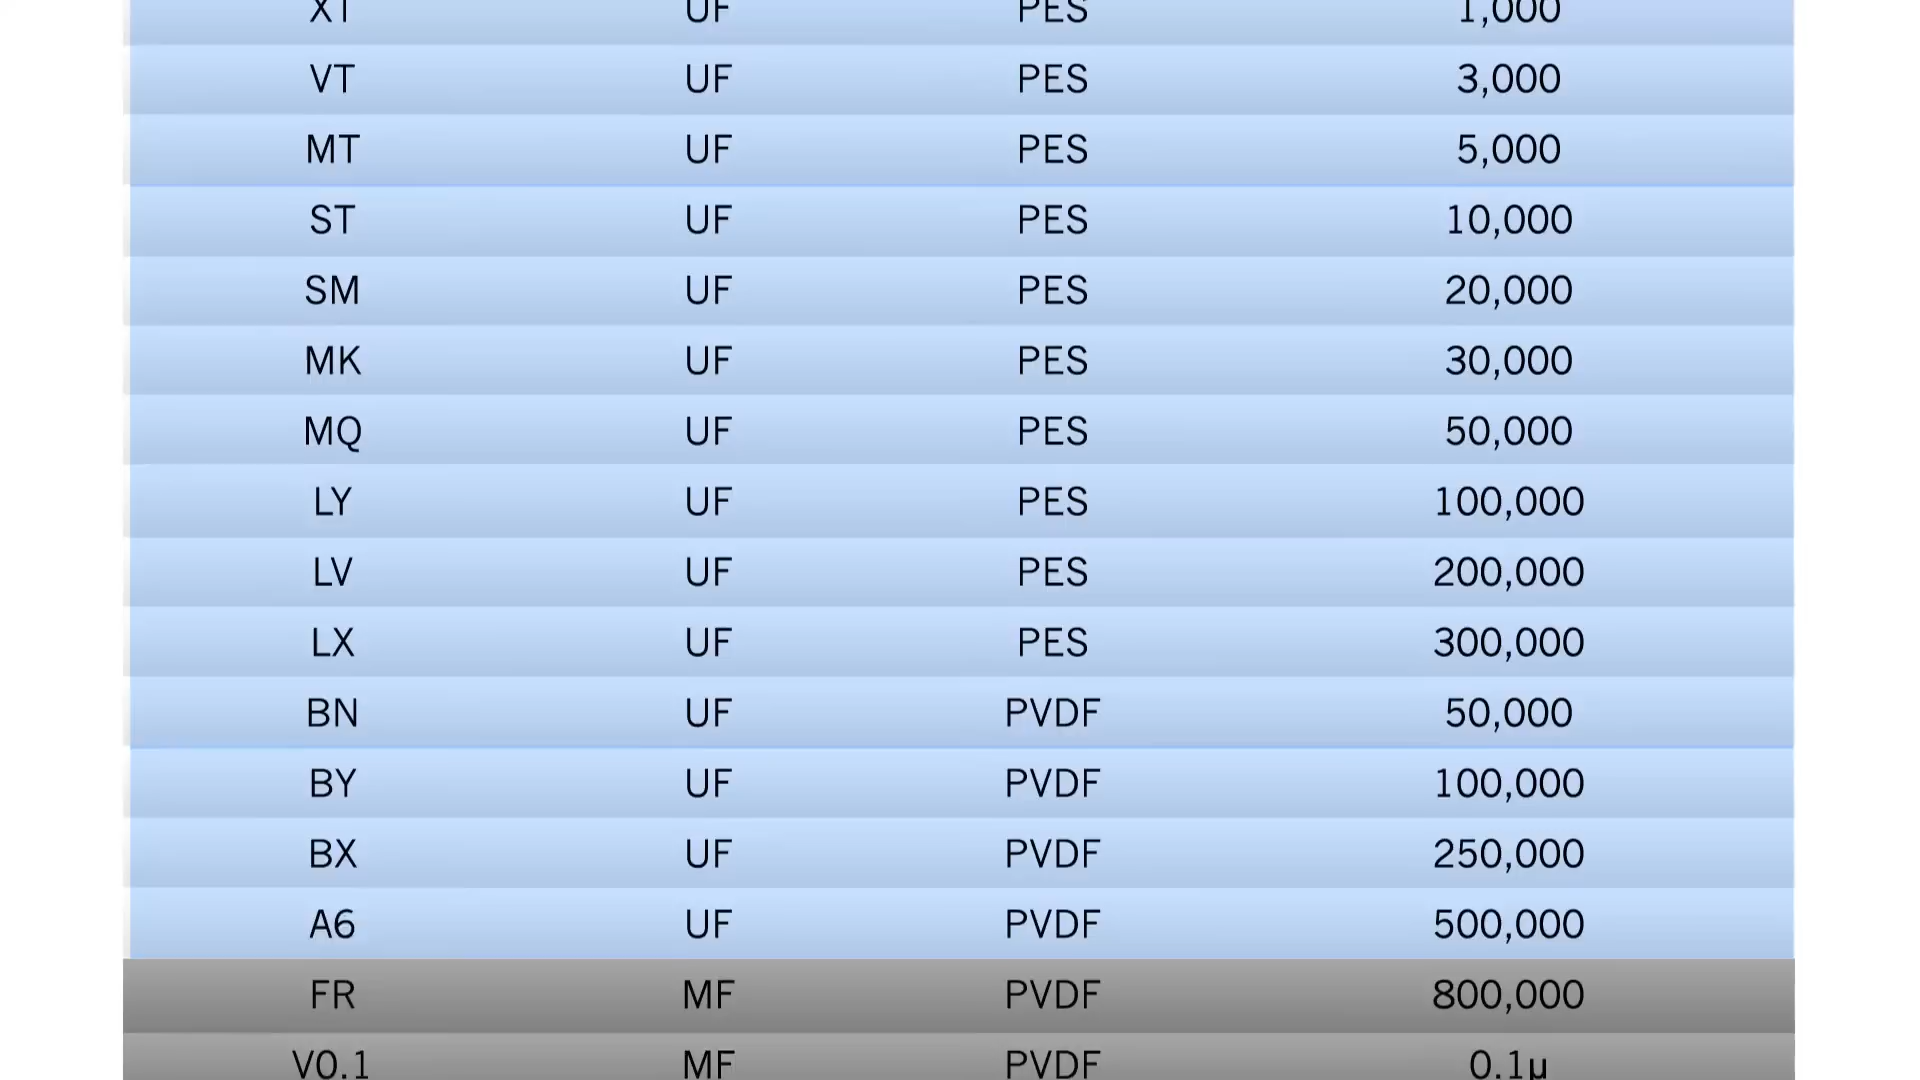 XT UF PES 1,000
VT UF PES 3,000
MT UF PES 5,000
ST UF PES 10,000
SM UF PES 20,000
MK UF PES 30,000
MQ UF PES 50,000
LY UF PES 100,000
LV UF PES 200,000
LX UF PES 300,000
BN UF PVDF 50,000
BY UF PVDF 100,000
BX UF PVDF 250,000
A6 UF PVDF 500,000
FR MF PVDF 800,000
V0.1 MF PVDF 0.1µ